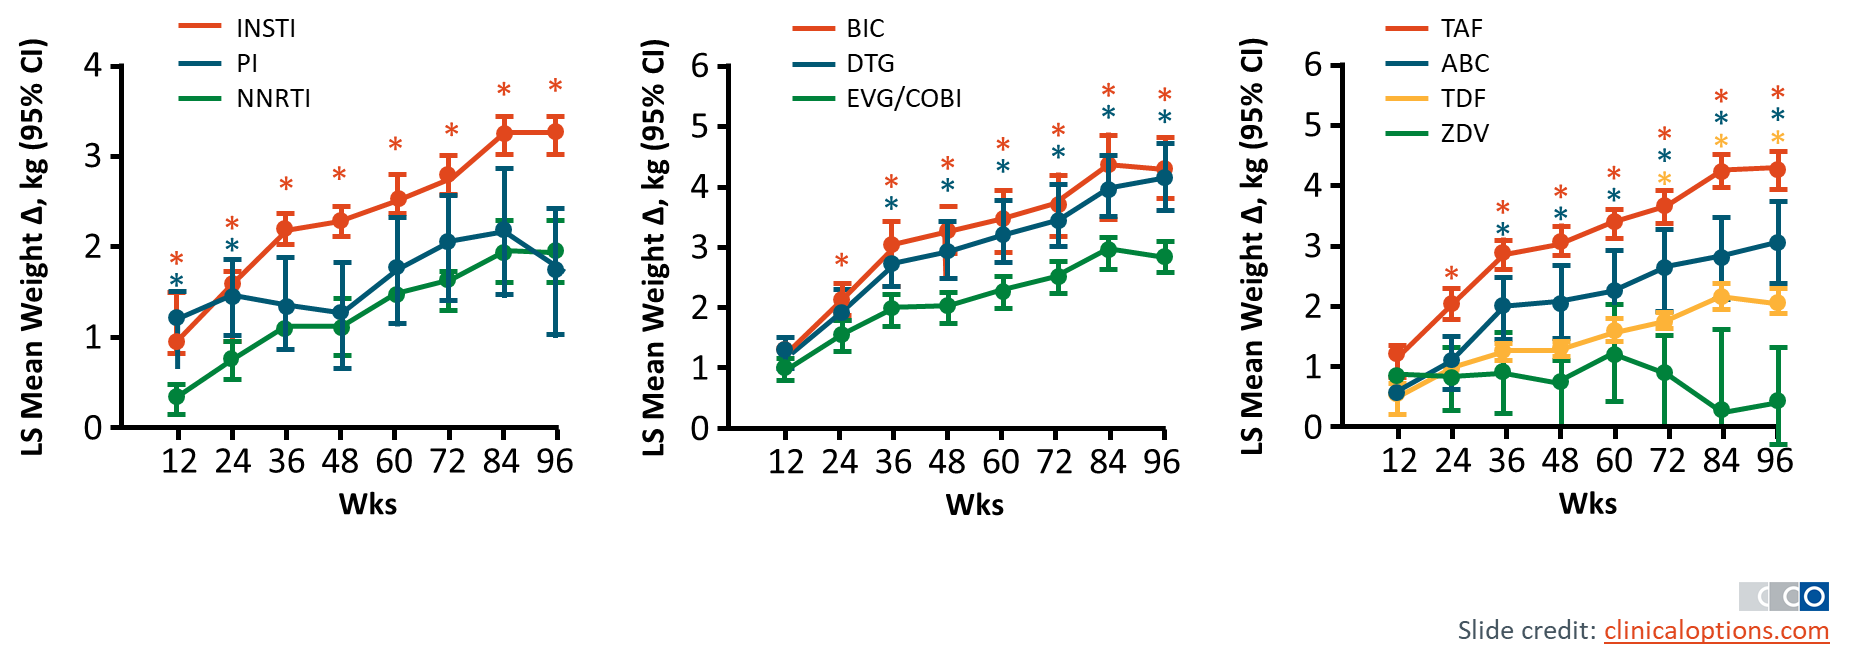 INSTI
PI
NNRTI
LS Mean Weight Δ, kg (95% CI)
4
3
2
1
0
* * * * * * * *
* *
12 24 36 48 60 72 84 96
Wks
BIC
DTG
EVG/COBI
LS Mean Weight Δ, kg (95% CI)
6
5
4
3
2
1
0
* * * * * * *
* * * * * *
12 24 36 48 60 72 84 96
Wks
TAF
ABC
TDF
ZDV
LS Mean Weight Δ, kg (95% CI)
6
5
4
3
2
1
0
* * * * * * *
* * * * * *
* * *
12 24 36 48 60 72 84 96
Wks
Slide credit: clinicaloptions.com